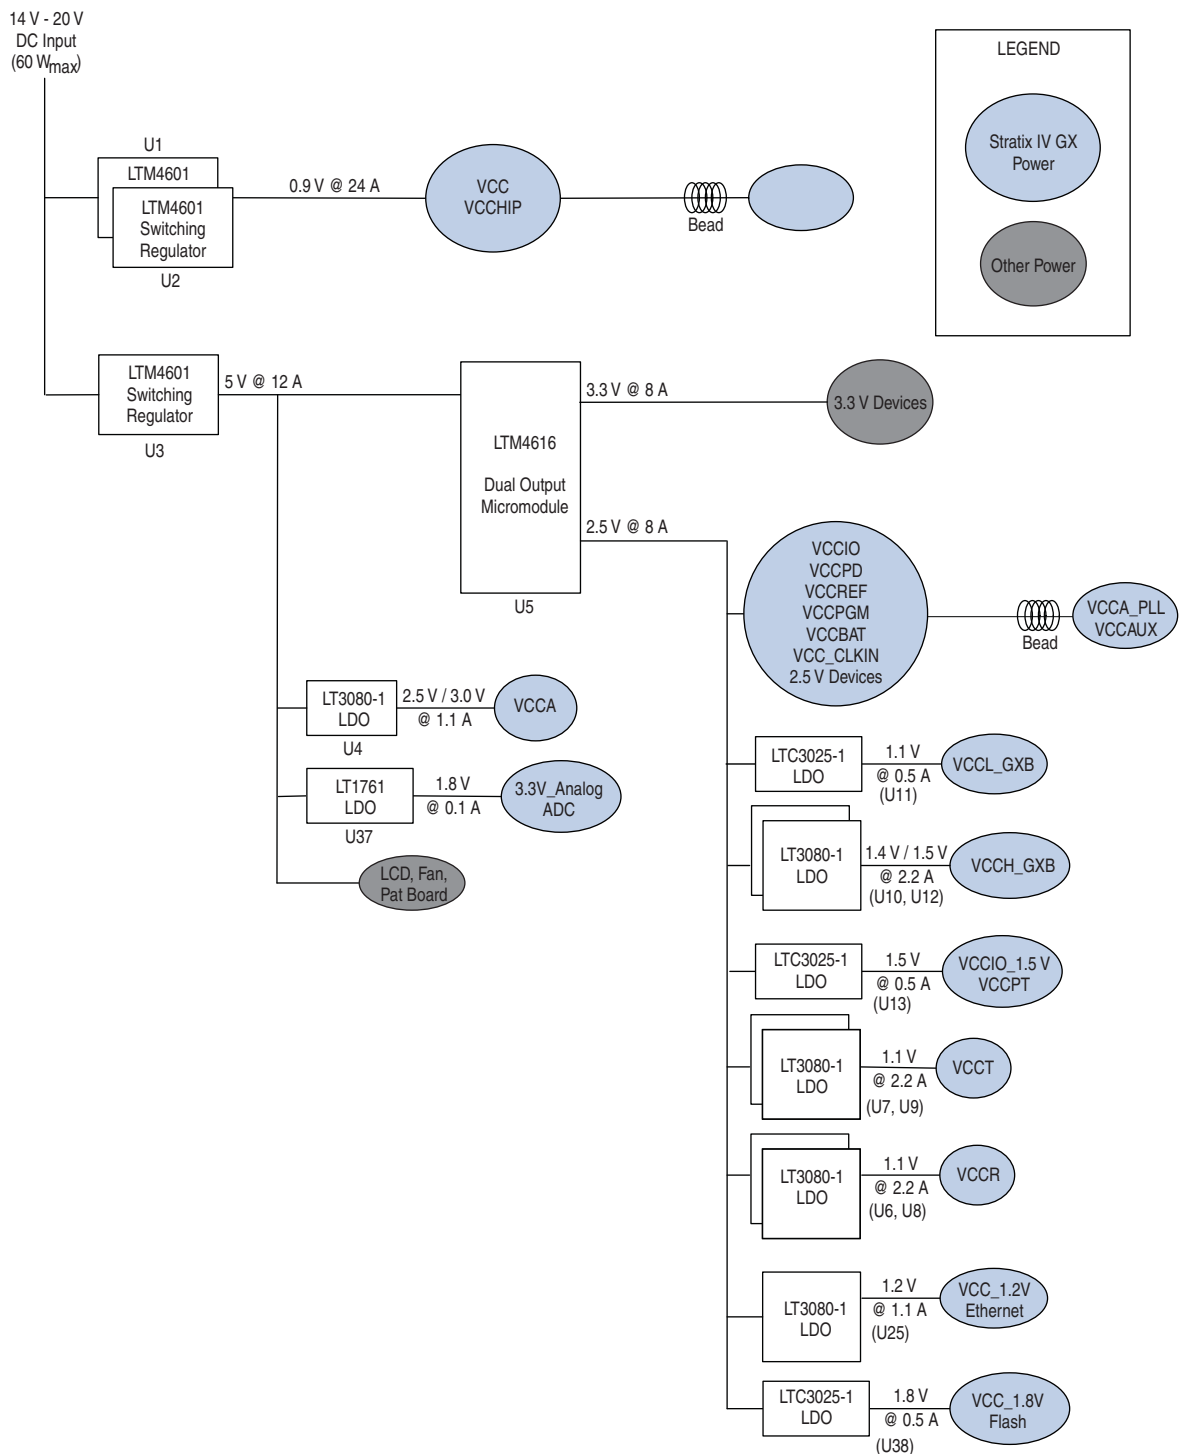 14 V - 20 V
DC Input
(60 Wmax)
LEGEND
Stratix IV GX
Power
Other Power
U1
LTM4601
LTM4601
Switching
Regulator
U2
0.9 V @ 24 A
VCC
VCCHIP
Bead
LTM4601
Switching
Regulator
U3
5 V @ 12 A
LTM4616
Dual Output
Micromodule
U5
3.3 V @ 8 A
3.3 V Devices
2.5 V @ 8 A
VCCIO
VCCPD
VCCREF
VCCPGM
VCCBAT
VCC_CLKIN
2.5 V Devices
Bead
VCCA_PLL
VCCAUX
LT3080-1
LDO
U4
2.5 V / 3.0 V
@ 1.1 A
VCCA
LT1761
LDO
U37
1.8 V
@ 0.1 A
3.3V_Analog
ADC
LCD, Fan,
Pat Board
LTC3025-1
LDO
1.1 V
@ 0.5 A
(U11)
VCCL_GXB
LT3080-1
LDO
1.4 V / 1.5 V
@ 2.2 A
(U10, U12)
VCCH_GXB
LTC3025-1
LDO
1.5 V
@ 0.5 A
(U13)
VCCIO_1.5 V
VCCPT
LT3080-1
LDO
1.1 V
@ 2.2 A
(U7, U9)
VCCT
LT3080-1
LDO
1.1 V
@ 2.2 A
(U6, U8)
VCCR
LT3080-1
LDO
1.2 V
@ 1.1 A
(U25)
VCC_1.2V
Ethernet
LTC3025-1
LDO
1.8 V
@ 0.5 A
(U38)
VCC_1.8V
Flash